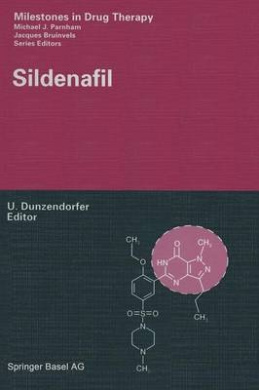 Milestones in Drug Therapy
Michael J. Parnham
Jacques Bruinvels
Series Editors
Sildenafil
U. Dunzendorfer
Editor
CH₃
O
O
HN
CH₃
N
N
N
O=S=O
CH₃
N
N
CH₃
Springer Basel AG